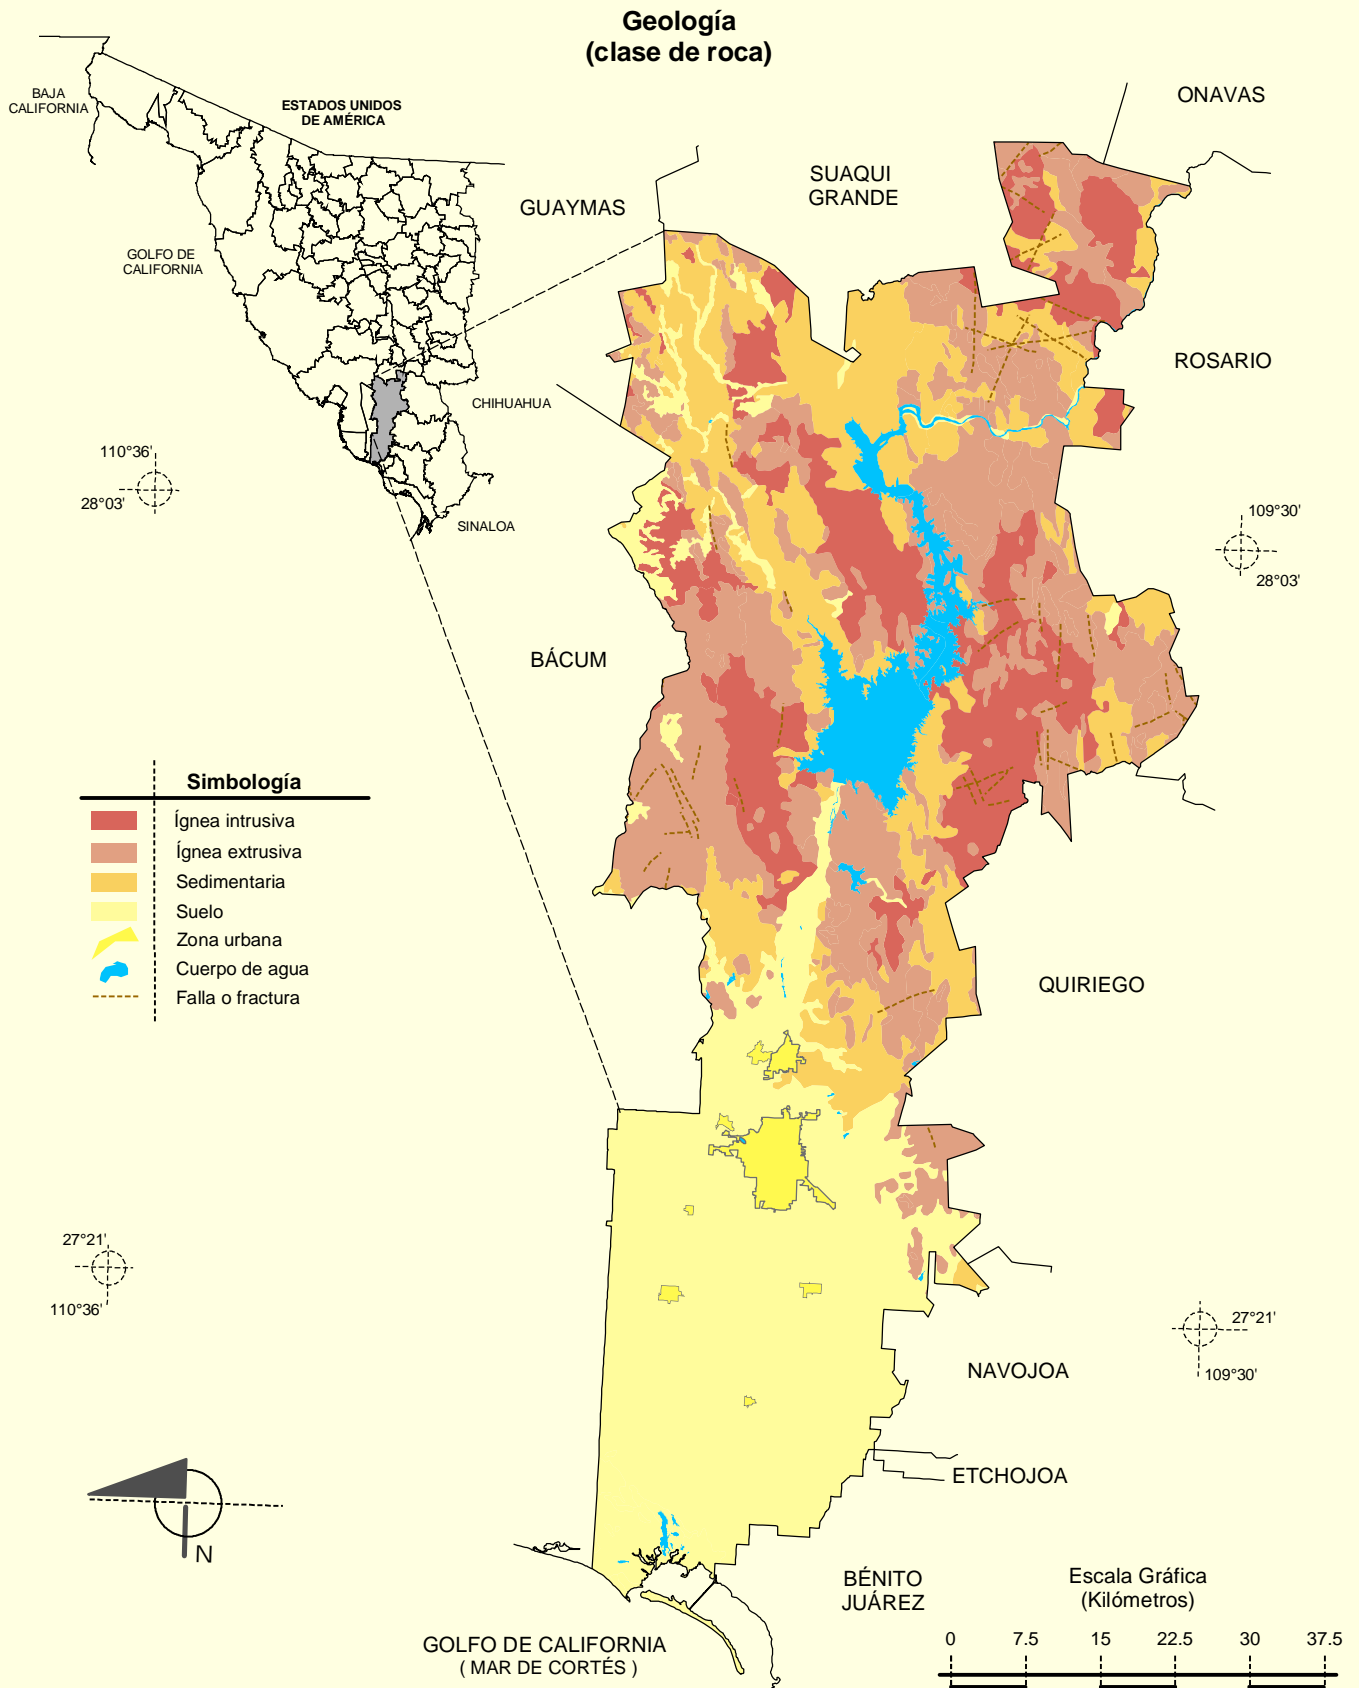 Geología
(clase de roca)
BAJA
CALIFORNIA
ESTADOS UNIDOS
DE AMÉRICA
ONAVAS
SUAQUI
GRANDE
GUAYMAS
GOLFO DE
CALIFORNIA
ROSARIO
CHIHUAHUA
110°36'
28°03'
SINALOA
109°30'
28°03'
BÁCUM
Simbología
Ígnea intrusiva
Ígnea extrusiva
Sedimentaria
Suelo
Zona urbana
Cuerpo de agua
Falla o fractura
QUIRIEGO
27°21'
110°36'
27°21'
109°30'
NAVOJOA
ETCHOJOA
N
BÉNITO
JUÁREZ
Escala Gráfica
(Kilómetros)
0 7.5 15 22.5 30 37.5
GOLFO DE CALIFORNIA
( MAR DE CORTÉS )